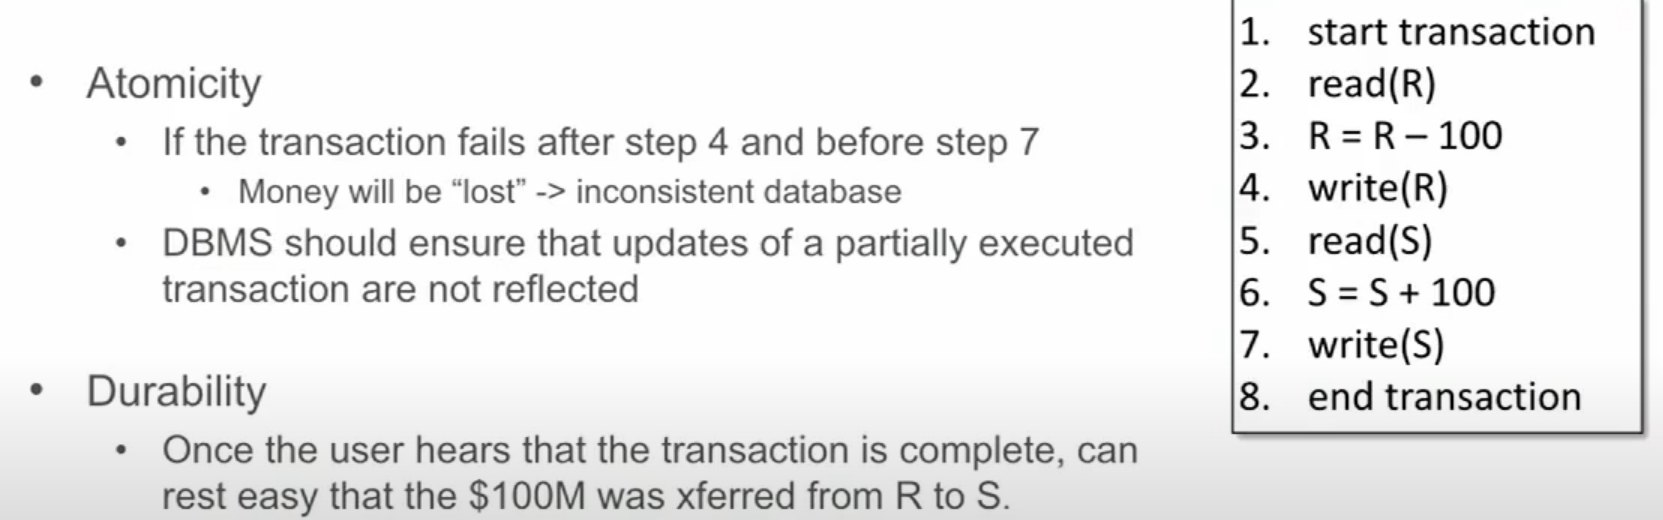 • Atomicity
• If the transaction fails after step 4 and before step 7
• Money will be “lost” -> inconsistent database
• DBMS should ensure that updates of a partially executed
transaction are not reflected
• Durability
• Once the user hears that the transaction is complete, can
rest easy that the $100M was xferred from R to S.
1. start transaction
2. read(R)
3. R = R – 100
4. write(R)
5. read(S)
6. S = S + 100
7. write(S)
8. end transaction